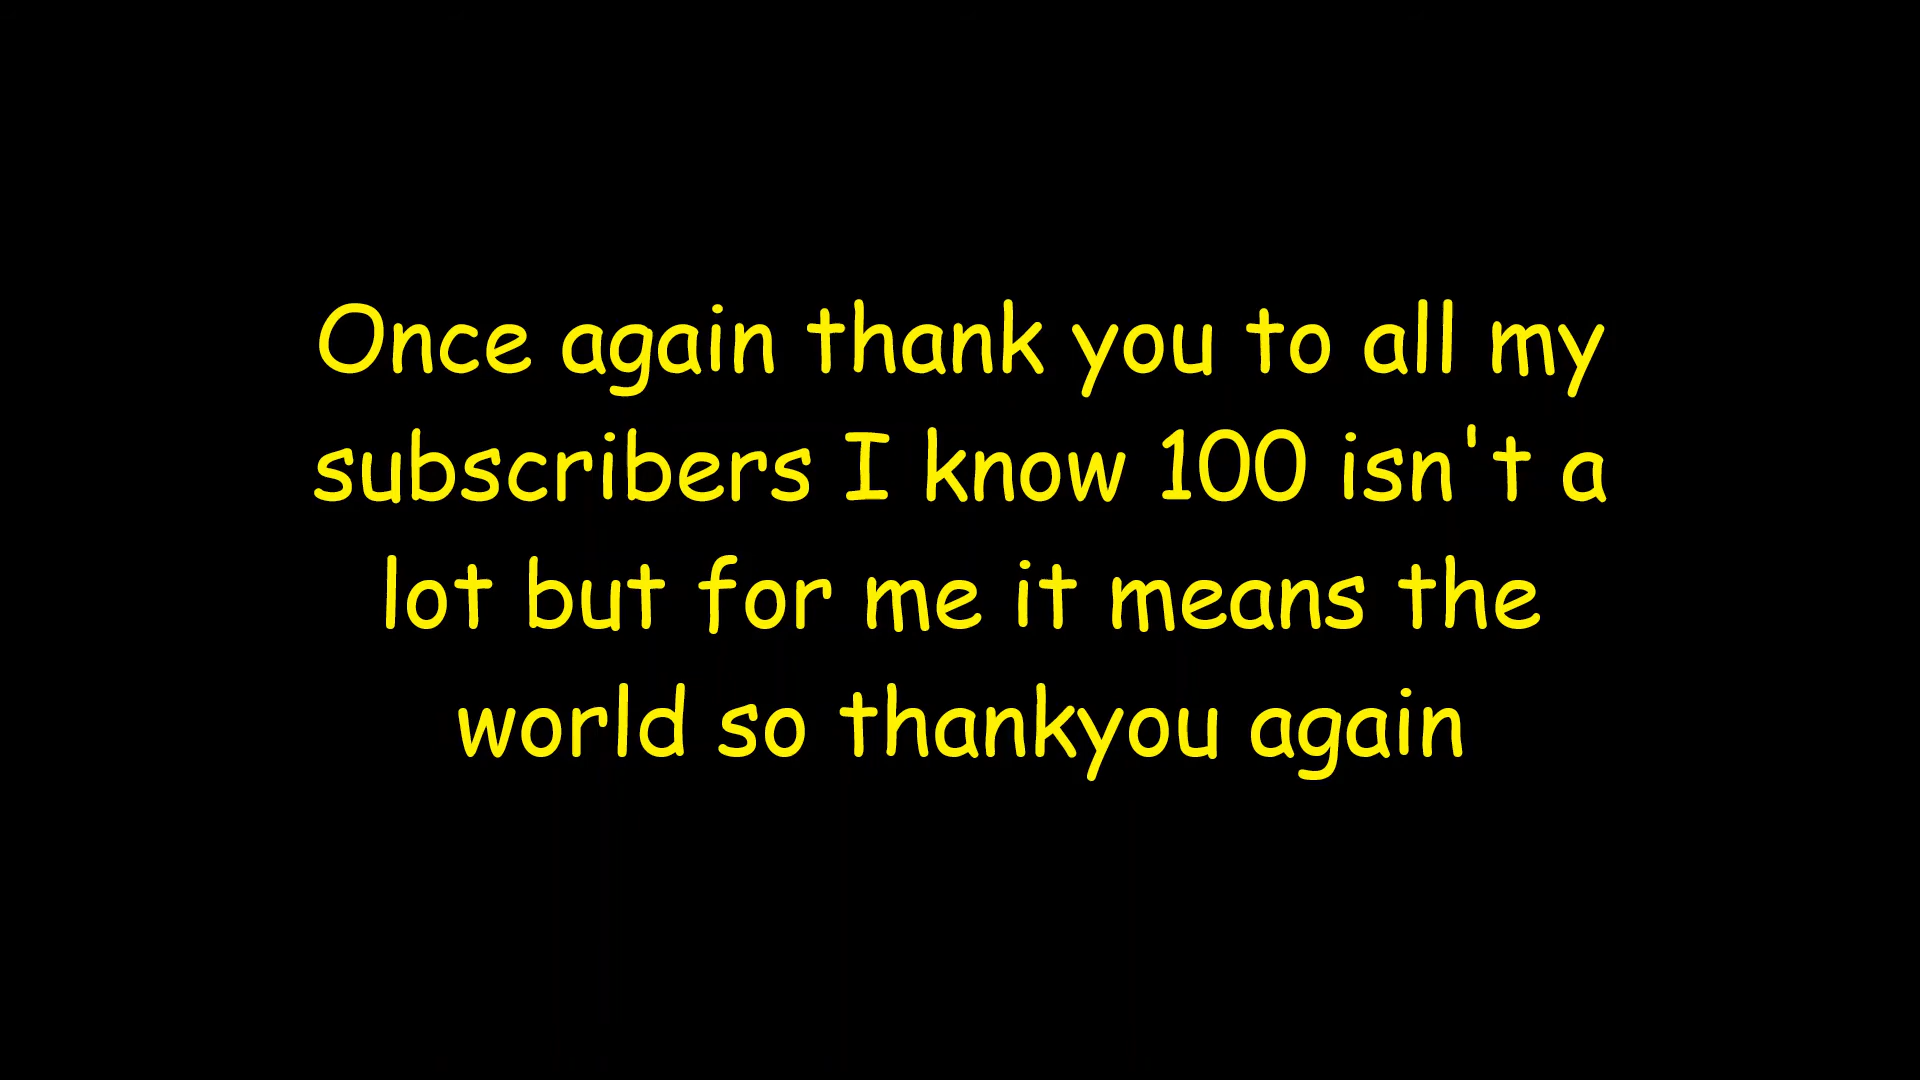 Once again thank you to all my
subscribers I know 100 isn't a
lot but for me it means the
world so thankyou again